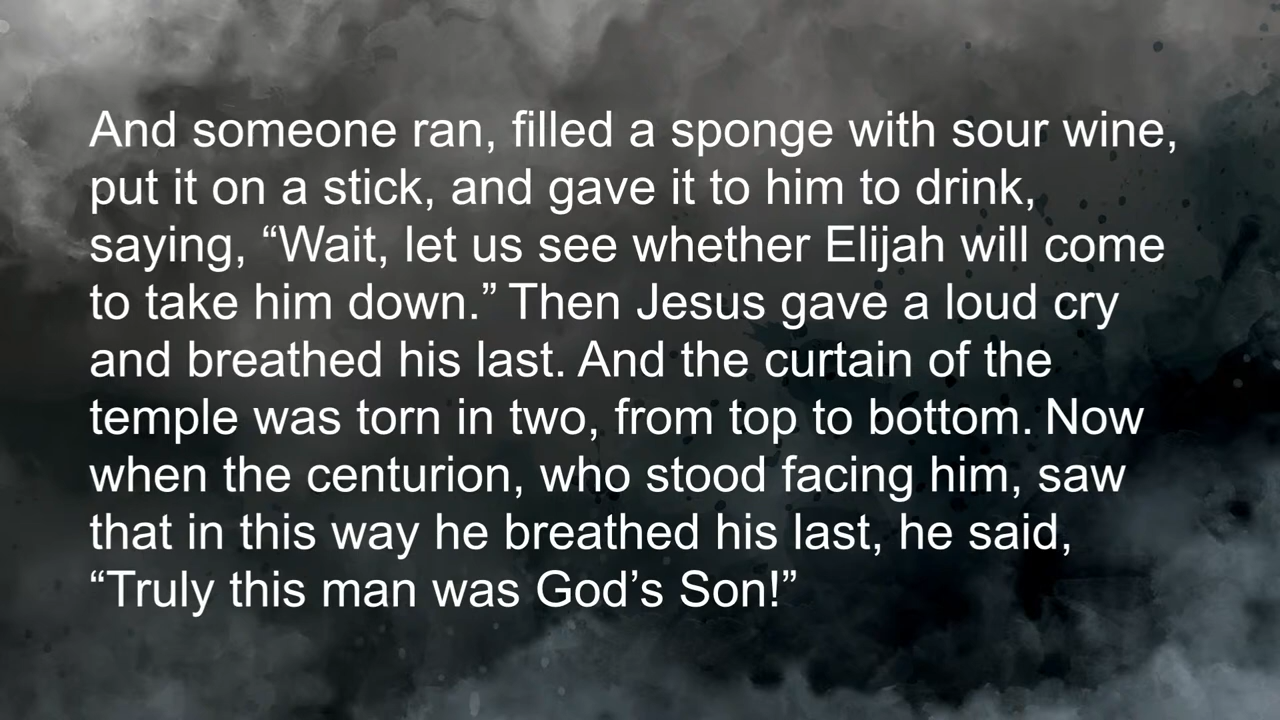 And someone ran, filled a sponge with sour wine,
put it on a stick, and gave it to him to drink,
saying, “Wait, let us see whether Elijah will come
to take him down.” Then Jesus gave a loud cry
and breathed his last. And the curtain of the
temple was torn in two, from top to bottom. Now
when the centurion, who stood facing him, saw
that in this way he breathed his last, he said,
“Truly this man was God’s Son!”